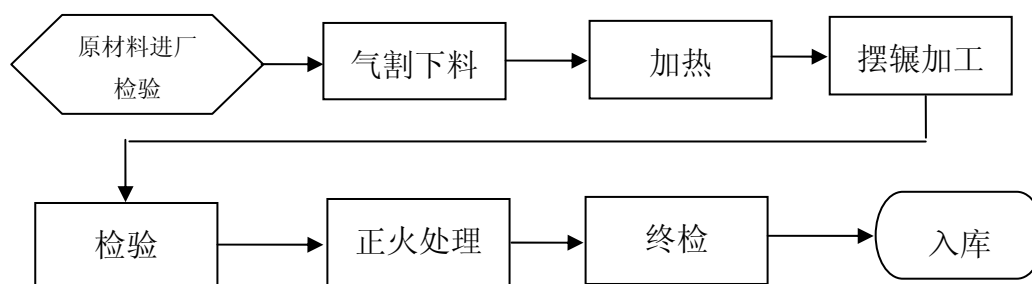 原材料进厂
检验
气割下料
加热
摆辗加工
检验
正火处理
终检
入库